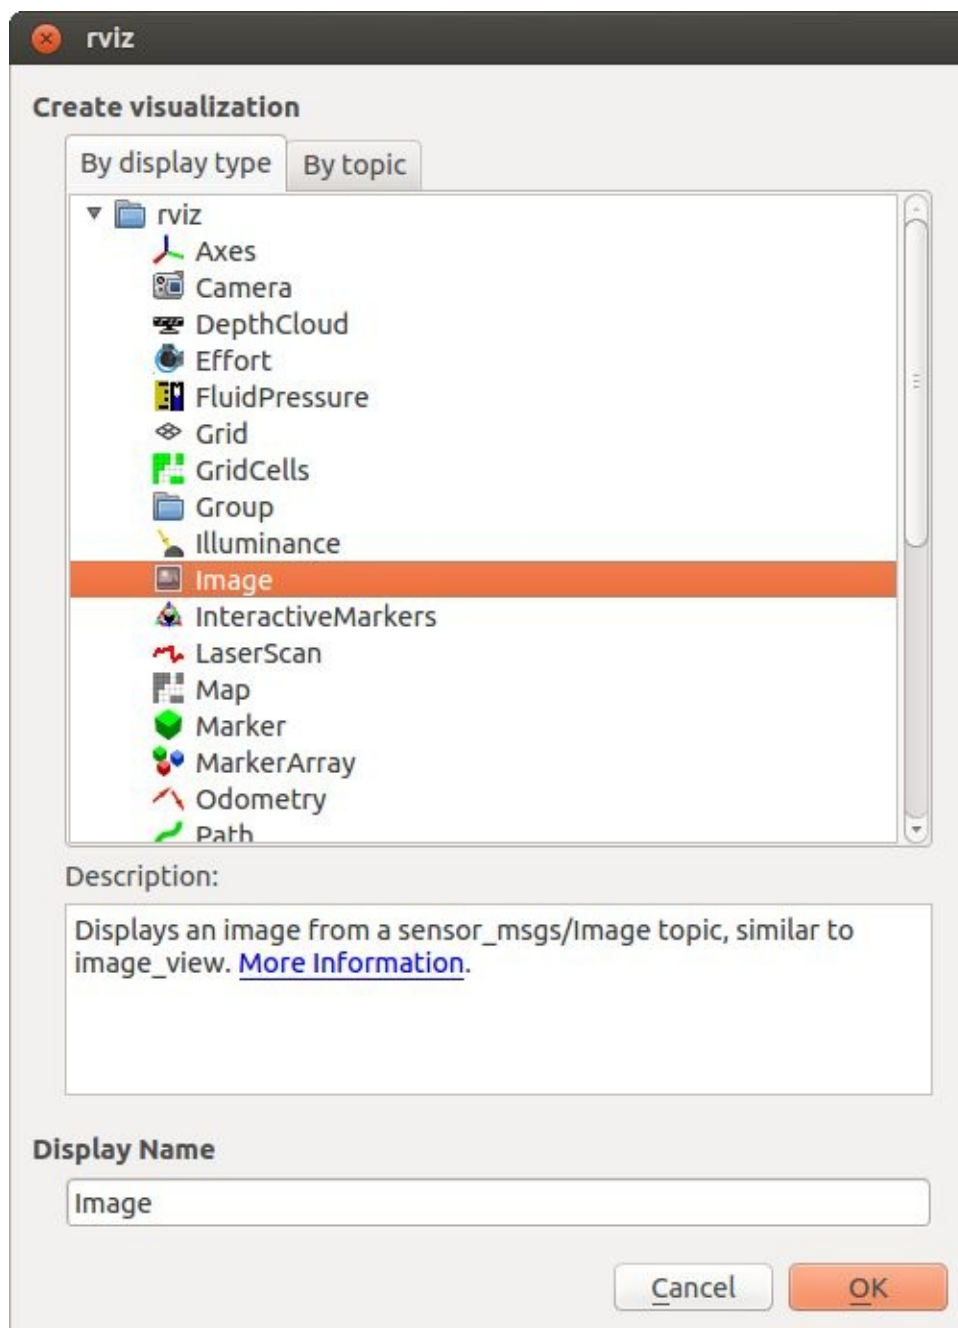 rviz
Create visualization
By display type
By topic
rviz
Axes
Camera
DepthCloud
Effort
FluidPressure
Grid
GridCells
Group
Illuminance
Image
InteractiveMarkers
LaserScan
Map
Marker
MarkerArray
Odometry
Path
Description:
Displays an image from a sensor_msgs/Image topic, similar to
image_view. More Information.
Display Name
Image
Cancel
OK